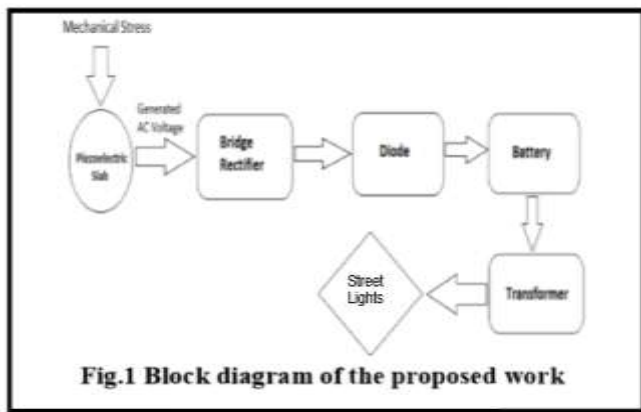 Mechanical Stress
Generated
AC Voltage
Piezoelectric
Slab
Bridge
Rectifier
Diode
Battery
Transformer
Street
Lights
Fig.1 Block diagram of the proposed work